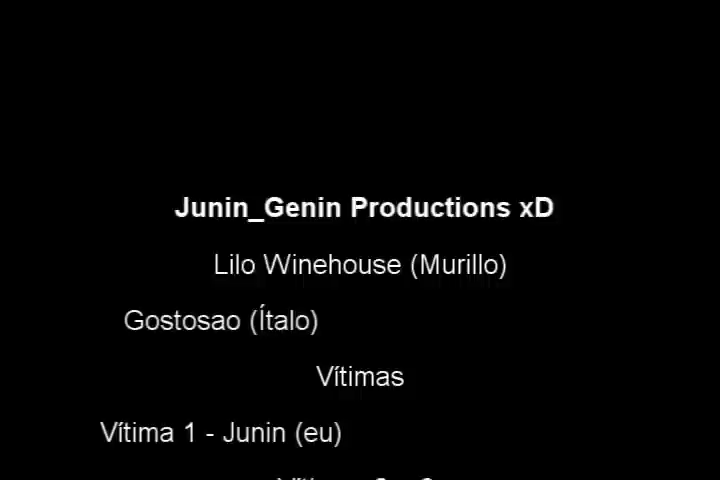 Junin_Genin Productions xD
Lilo Winehouse (Murillo)
Gostosao (Ítalo)
Vítimas
Vítima 1 - Junin (eu)